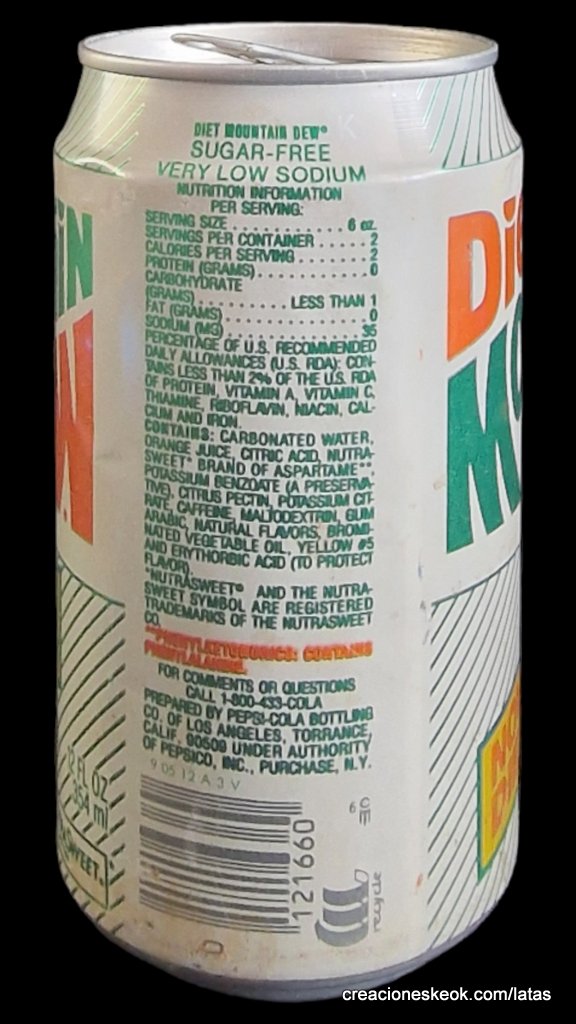 DIET MOUNTAIN DEW®
SUGAR-FREE
VERY LOW SODIUM
NUTRITION INFORMATION
PER SERVING:
SERVING SIZE . . . . . . . . . . . . . . . . 6 oz.
SERVINGS PER CONTAINER . . . . . . 2
CALORIES PER SERVING . . . . . . . . . 2
PROTEIN (GRAMS) . . . . . . . . . . . . . . 0
CARBOHYDRATE
(GRAMS) . . . . . . . . . . LESS THAN 1
FAT (GRAMS) . . . . . . . . . . . . . . . . . 0
SODIUM (MG) . . . . . . . . . . . . . . . . 35
PERCENTAGE OF U.S. RECOMMENDED
DAILY ALLOWANCES (U.S. RDA): CON-
TAINS LESS THAN 2% OF THE U.S. RDA
OF PROTEIN, VITAMIN A, VITAMIN C,
THIAMINE, RIBOFLAVIN, NIACIN, CAL-
CIUM AND IRON.
CONTAINS: CARBONATED WATER,
ORANGE JUICE, CITRIC ACID, NUTRA-
SWEET* BRAND OF ASPARTAME**,
POTASSIUM BENZOATE (A PRESERVA-
TIVE), CITRUS PECTIN, POTASSIUM CIT-
RATE, CAFFEINE, MALTODEXTRIN, GUM
ARABIC, NATURAL FLAVORS, BROMI-
NATED VEGETABLE OIL, YELLOW #5
AND ERYTHORBIC ACID (TO PROTECT
FLAVOR).
*NUTRASWEET® AND THE NUTRA-
SWEET SYMBOL ARE REGISTERED
TRADEMARKS OF THE NUTRASWEET
CO.
**PHENYLKETONURICS: CONTAINS
PHENYLALANINE.
FOR COMMENTS OR QUESTIONS
CALL 1-800-433-COLA
PREPARED BY PEPSI-COLA BOTTLING
CO. OF LOS ANGELES, TORRANCE,
CALIF. 90509 UNDER AUTHORITY
OF PEPSICO, INC., PURCHASE, N.Y.
9 05 12 A 3 V
121660
0
6
recycle
FL OZ
354 ml
SWEET.
DiE
MO
creacioneskeok.com/latas